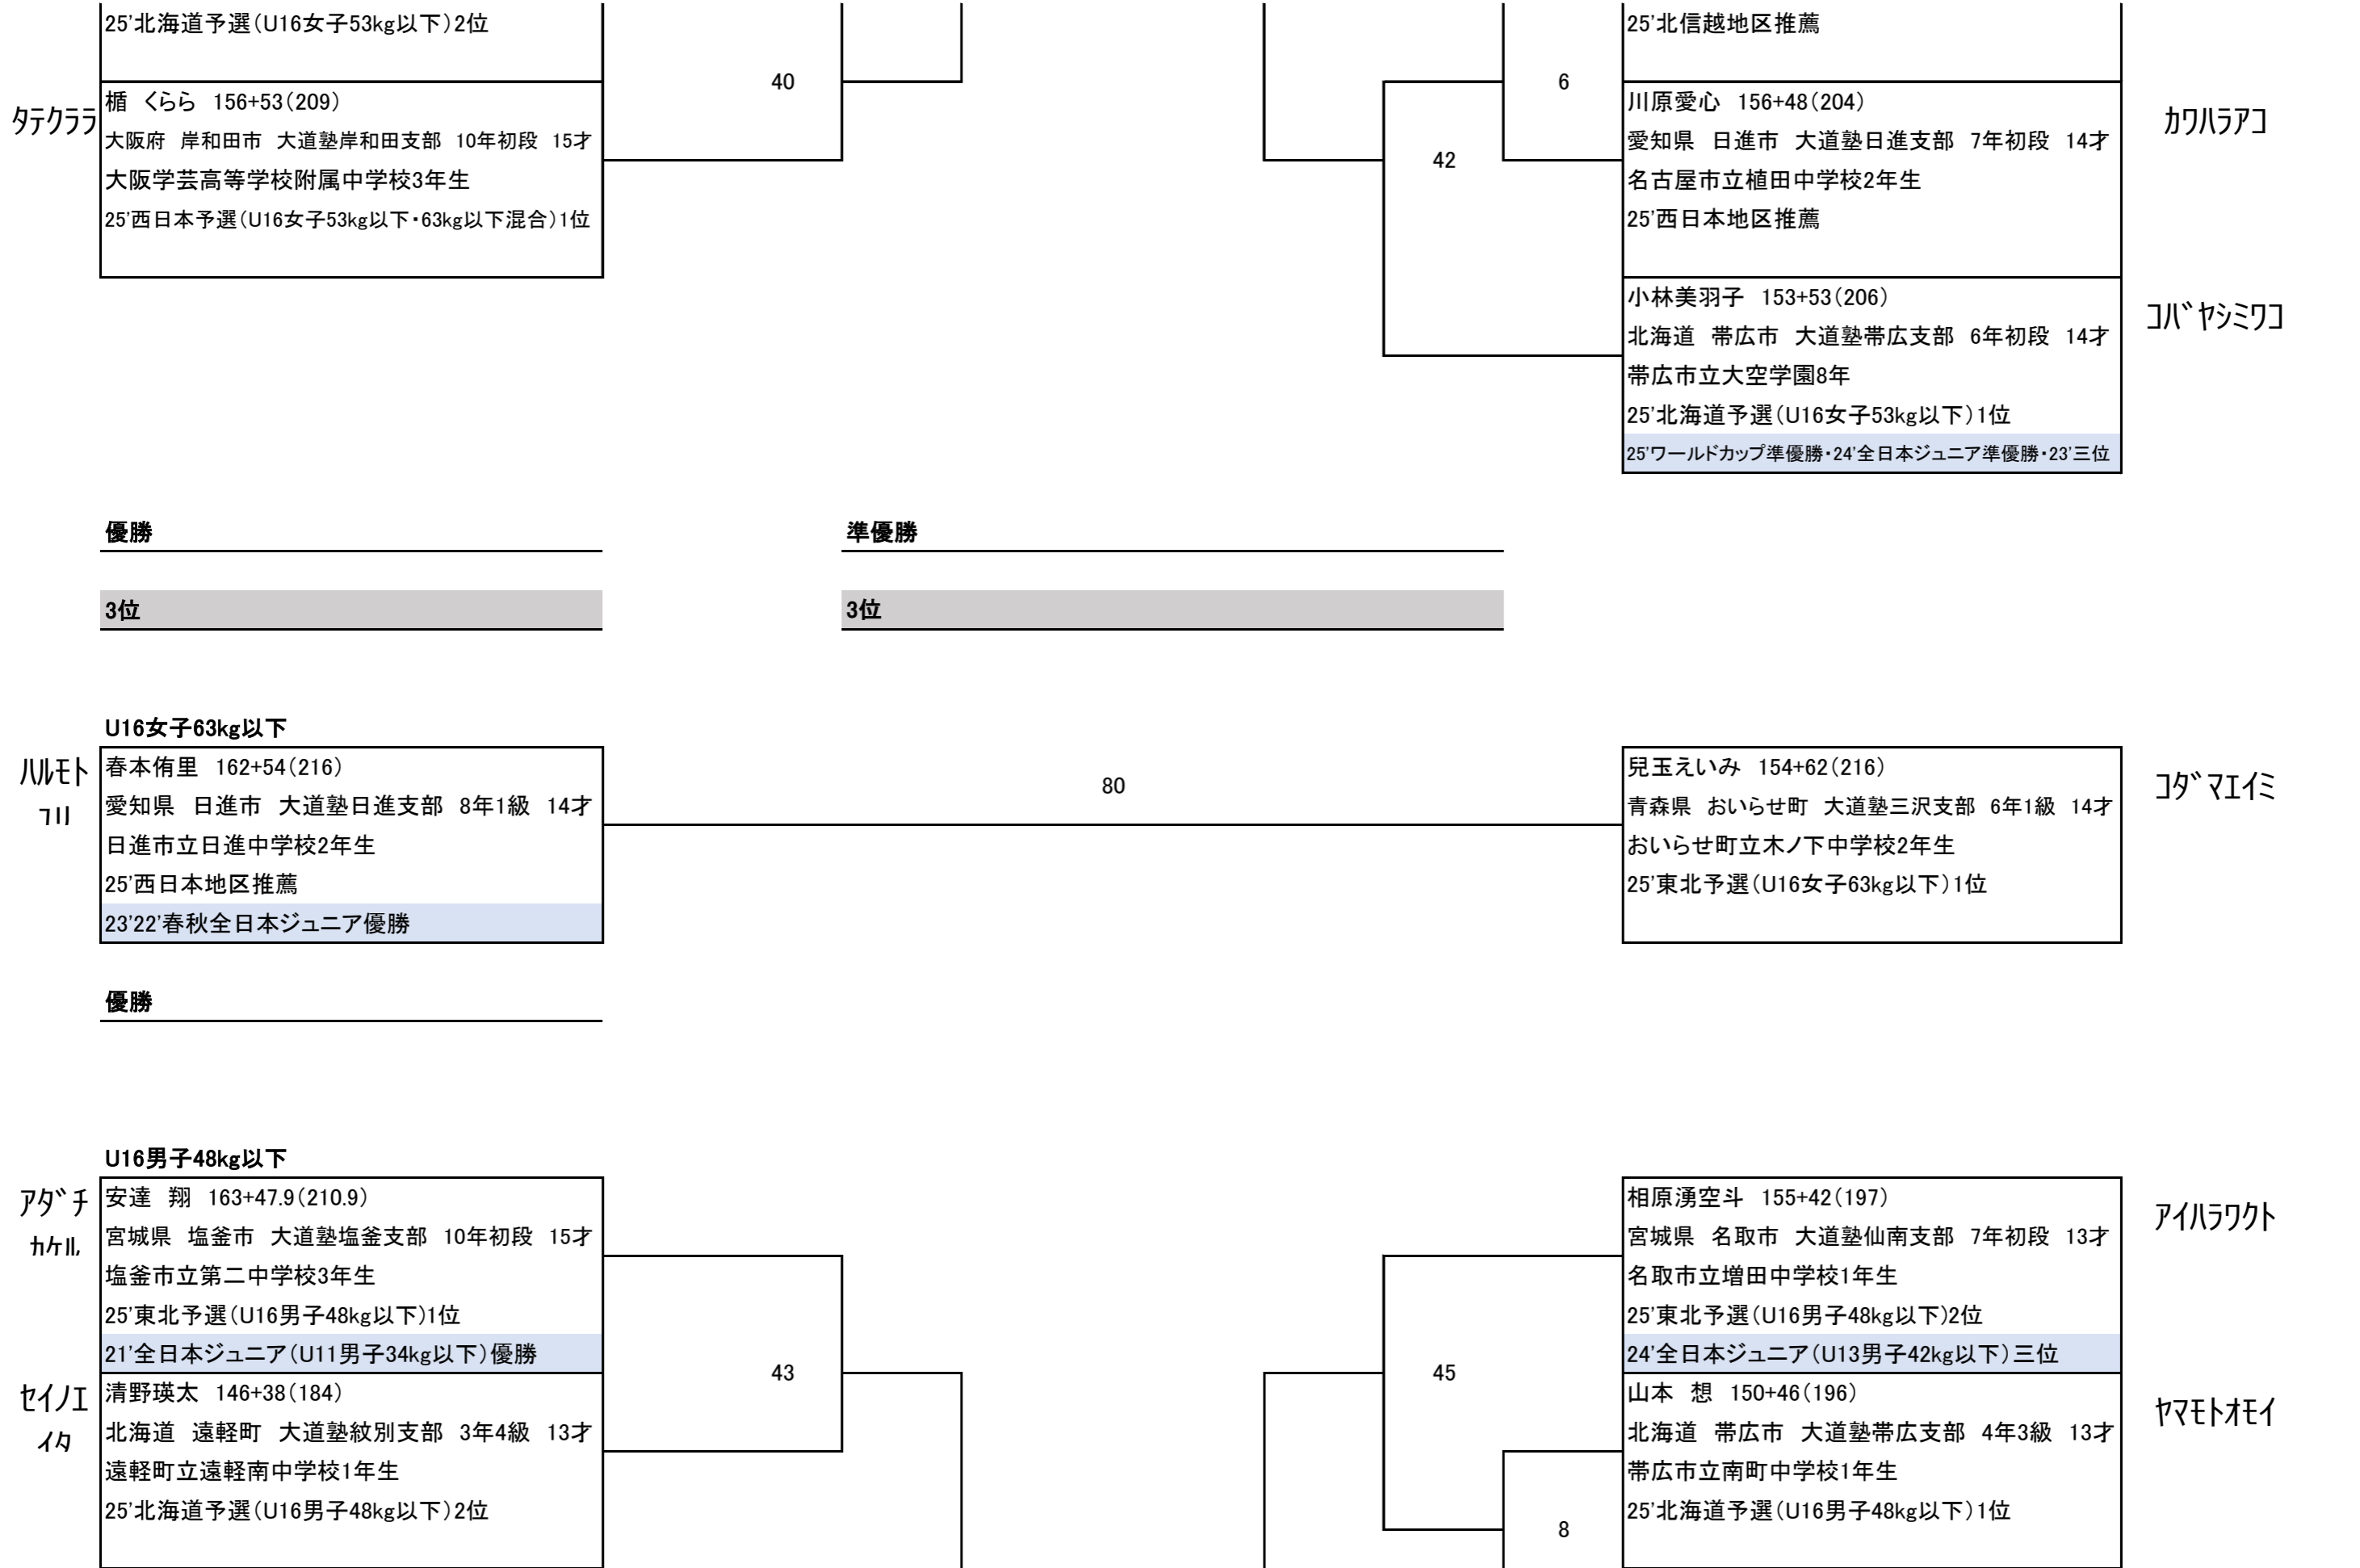 25'北海道予選(U16女子53kg以下)2位
25'北信越地区推薦
40
6
タテクララ
楯　くらら　156+53(209)
大阪府　岸和田市　大道塾岸和田支部　10年初段　15才
大阪学芸高等学校附属中学校3年生
25'西日本予選(U16女子53kg以下・63kg以下混合)1位
42
川原愛心　156+48(204)
愛知県　日進市　大道塾日進支部　7年初段　14才
名古屋市立植田中学校2年生
25'西日本地区推薦
カワハラアコ
小林美羽子　153+53(206)
北海道　帯広市　大道塾帯広支部　6年初段　14才
帯広市立大空学園8年
25'北海道予選(U16女子53kg以下)1位
25'ワールドカップ準優勝・24'全日本ジュニア準優勝・23'三位
コバヤシミワコ
優勝
準優勝
3位
3位
U16女子63kg以下
ハルモト
ユリ
春本侑里　162+54(216)
愛知県　日進市　大道塾日進支部　8年1級　14才
日進市立日進中学校2年生
25'西日本地区推薦
23'22'春秋全日本ジュニア優勝
80
兒玉えいみ　154+62(216)
青森県　おいらせ町　大道塾三沢支部　6年1級　14才
おいらせ町立木ノ下中学校2年生
25'東北予選(U16女子63kg以下)1位
コダマエイミ
優勝
U16男子48kg以下
アダチ
カケル
安達　翔　163+47.9(210.9)
宮城県　塩釜市　大道塾塩釜支部　10年初段　15才
塩釜市立第二中学校3年生
25'東北予選(U16男子48kg以下)1位
21'全日本ジュニア(U11男子34kg以下)優勝
43
セイノエ
イタ
清野瑛太　146+38(184)
北海道　遠軽町　大道塾紋別支部　3年4級　13才
遠軽町立遠軽南中学校1年生
25'北海道予選(U16男子48kg以下)2位
相原湧空斗　155+42(197)
宮城県　名取市　大道塾仙南支部　7年初段　13才
名取市立増田中学校1年生
25'東北予選(U16男子48kg以下)2位
24'全日本ジュニア(U13男子42kg以下)三位
アイハラワクト
45
山本　想　150+46(196)
北海道　帯広市　大道塾帯広支部　4年3級　13才
帯広市立南町中学校1年生
25'北海道予選(U16男子48kg以下)1位
ヤマモトオモイ
8